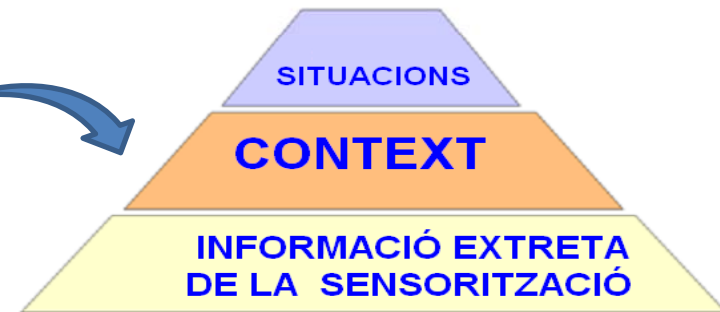 SITUACIONS
CONTEXT
INFORMACIÓ EXTRETA
DE LA SENSORITZACIÓ